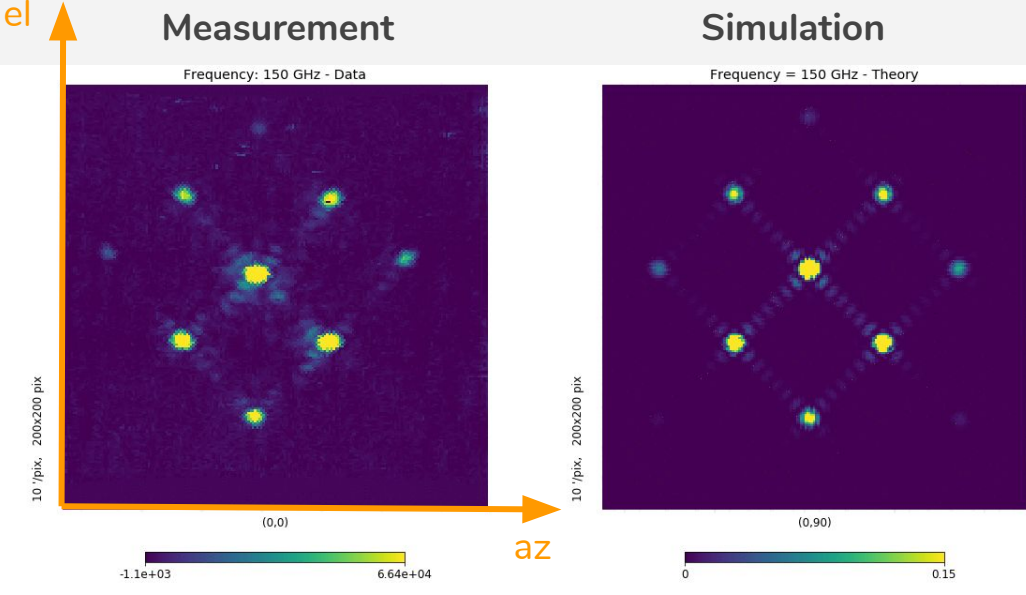 el
Measurement
Simulation
Frequency: 150 GHz - Data
Frequency = 150 GHz - Theory
10 '/pix,   200x200 pix
10 '/pix,   200x200 pix
(0,0)
(0,90)
az
-1.1e+03
6.64e+04
0
0.15